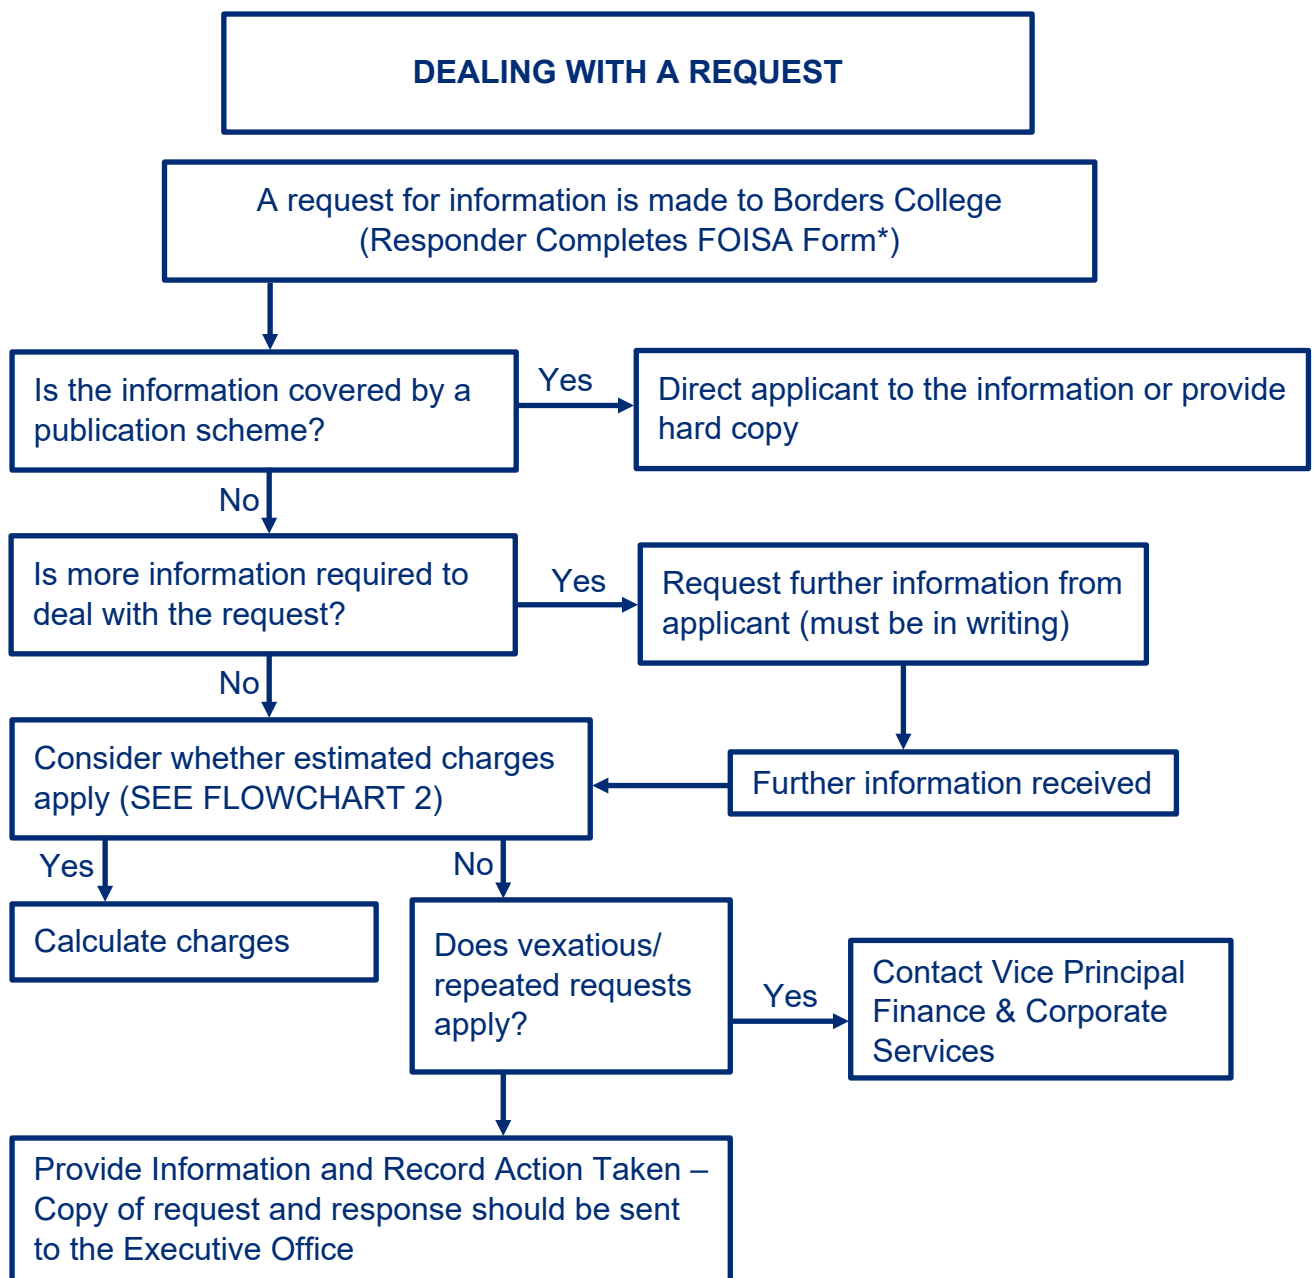 DEALING WITH A REQUEST
A request for information is made to Borders College
(Responder Completes FOISA Form*)
Is the information covered by a
publication scheme?
Yes
Direct applicant to the information or provide
hard copy
No
Is more information required to
deal with the request?
Yes
Request further information from
applicant (must be in writing)
No
Consider whether estimated charges
apply (SEE FLOWCHART 2)
Further information received
Yes
No
Calculate charges
Does vexatious/
repeated requests
apply?
Yes
Contact Vice Principal
Finance & Corporate
Services
Provide Information and Record Action Taken –
Copy of request and response should be sent
to the Executive Office